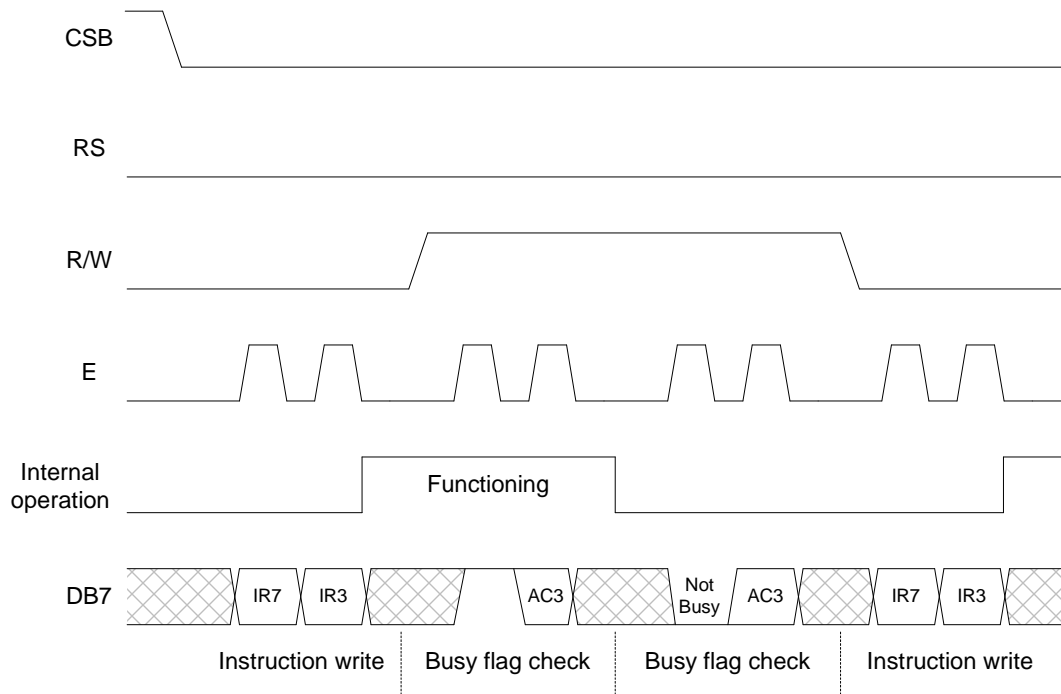 CSB
RS
R/W
E
Internal
operation
Functioning
DB7
IR7
IR3
AC3
Not
Busy
AC3
IR7
IR3
Instruction write
Busy flag check
Busy flag check
Instruction write